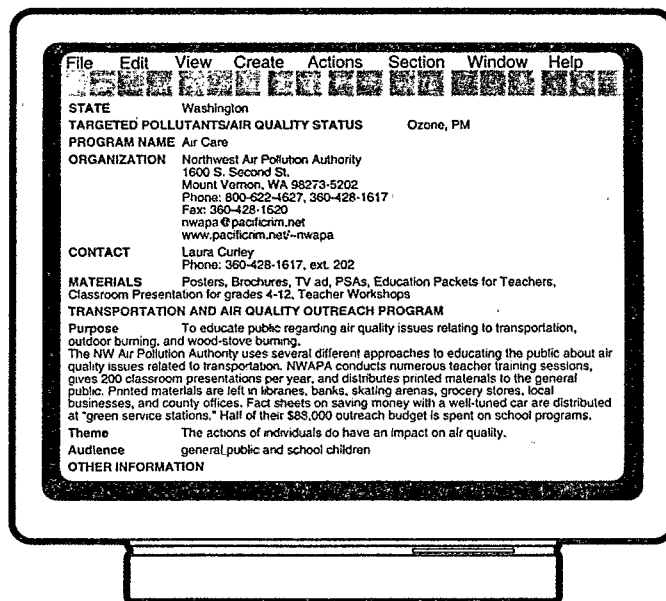 File Edit View Create Actions Section Window Help
STATE Washington
TARGETED POLLUTANTS/AIR QUALITY STATUS Ozone, PM
PROGRAM NAME Air Care
ORGANIZATION Northwest Air Pollution Authority
1600 S. Second St.
Mount Vernon, WA 98273-5202
Phone: 800-622-4627, 360-428-1617
Fax: 360-428-1620
nwapa@pacificrim.net
www.pacificrim.net/~nwapa
CONTACT Laura Curley
Phone: 360-428-1617, ext. 202
MATERIALS Posters, Brochures, TV ad, PSAs, Education Packets for Teachers,
Classroom Presentation for grades 4-12, Teacher Workshops
TRANSPORTATION AND AIR QUALITY OUTREACH PROGRAM
Purpose To educate public regarding air quality issues relating to transportation,
outdoor burning, and wood-stove burning.
The NW Air Pollution Authority uses several different approaches to educating the public about air
quality issues related to transportation. NWAPA conducts numerous teacher training sessions,
gives 200 classroom presentations per year, and distributes printed materials to the general
public. Printed materials are left in libraries, banks, skating arenas, grocery stores, local
businesses, and county offices. Fact sheets on saving money with a well-tuned car are distributed
at "green service stations." Half of their $88,000 outreach budget is spent on school programs.
Theme The actions of individuals do have an impact on air quality.
Audience general public and school children
OTHER INFORMATION